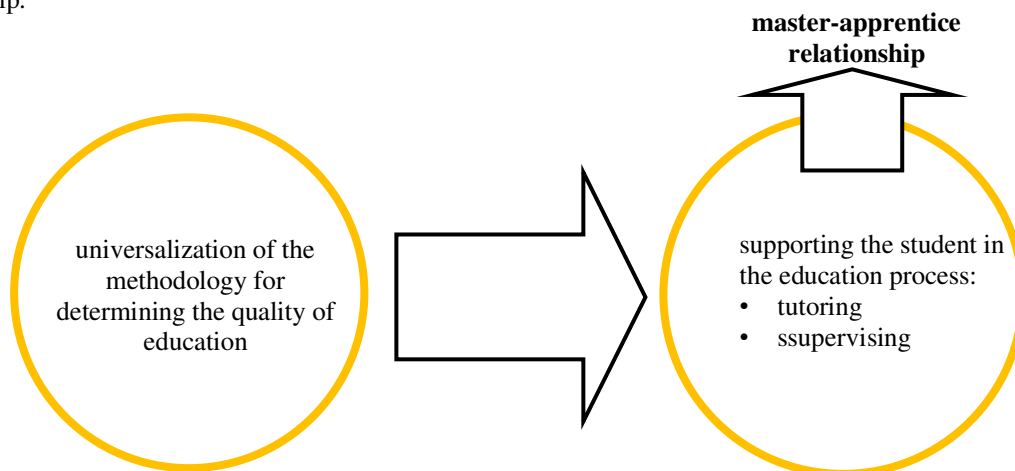 ip.
master-apprentice
relationship
universalization of the
methodology for
determining the quality of
education
supporting the student in
the education process:
• tutoring
• ssupervising